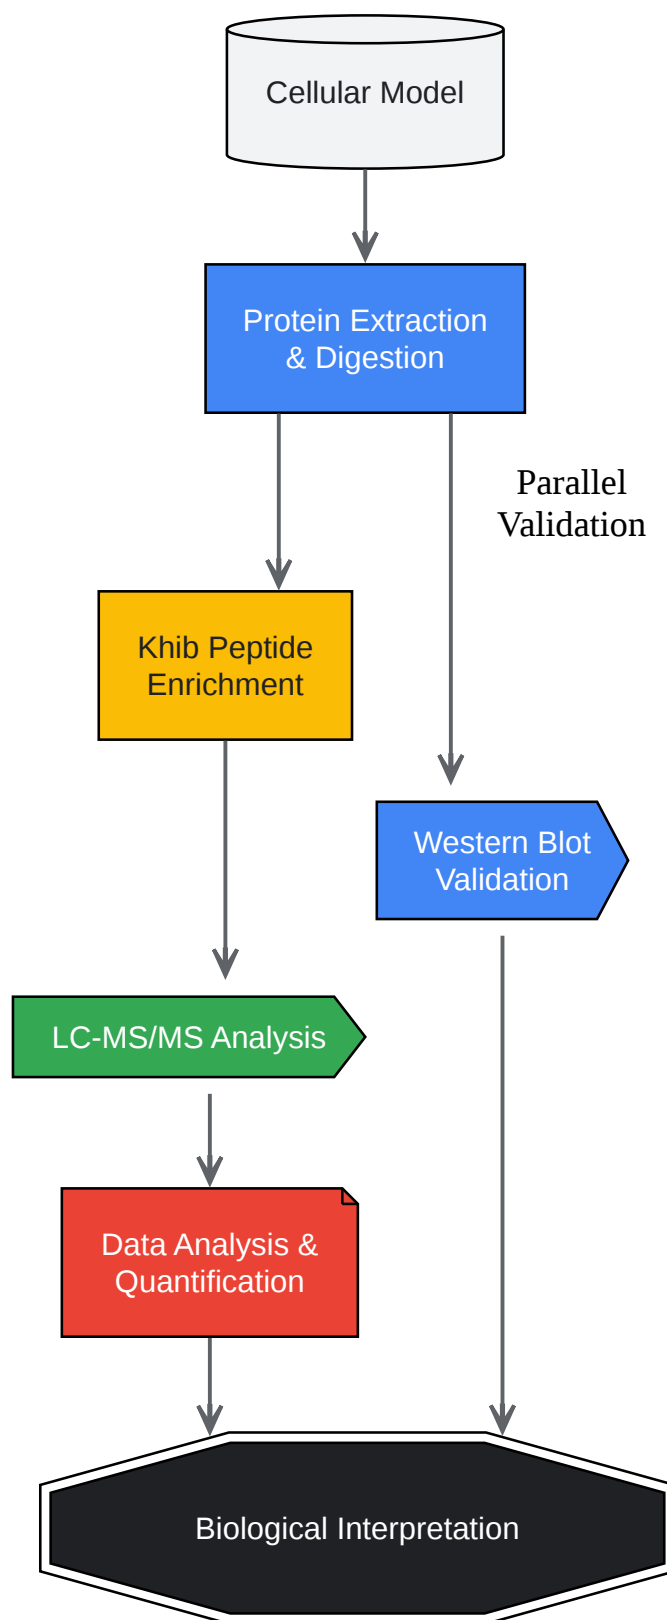 Cellular Model
Protein Extraction
& Digestion
Parallel
Validation
Khib Peptide
Enrichment
Western Blot
Validation
LC-MS/MS Analysis
Data Analysis &
Quantification
Biological Interpretation